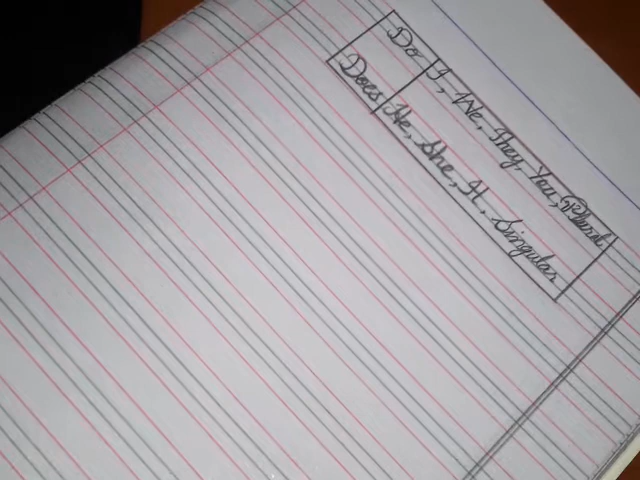 Do I, We, They, You, Plural
Does He, She, It, Singular